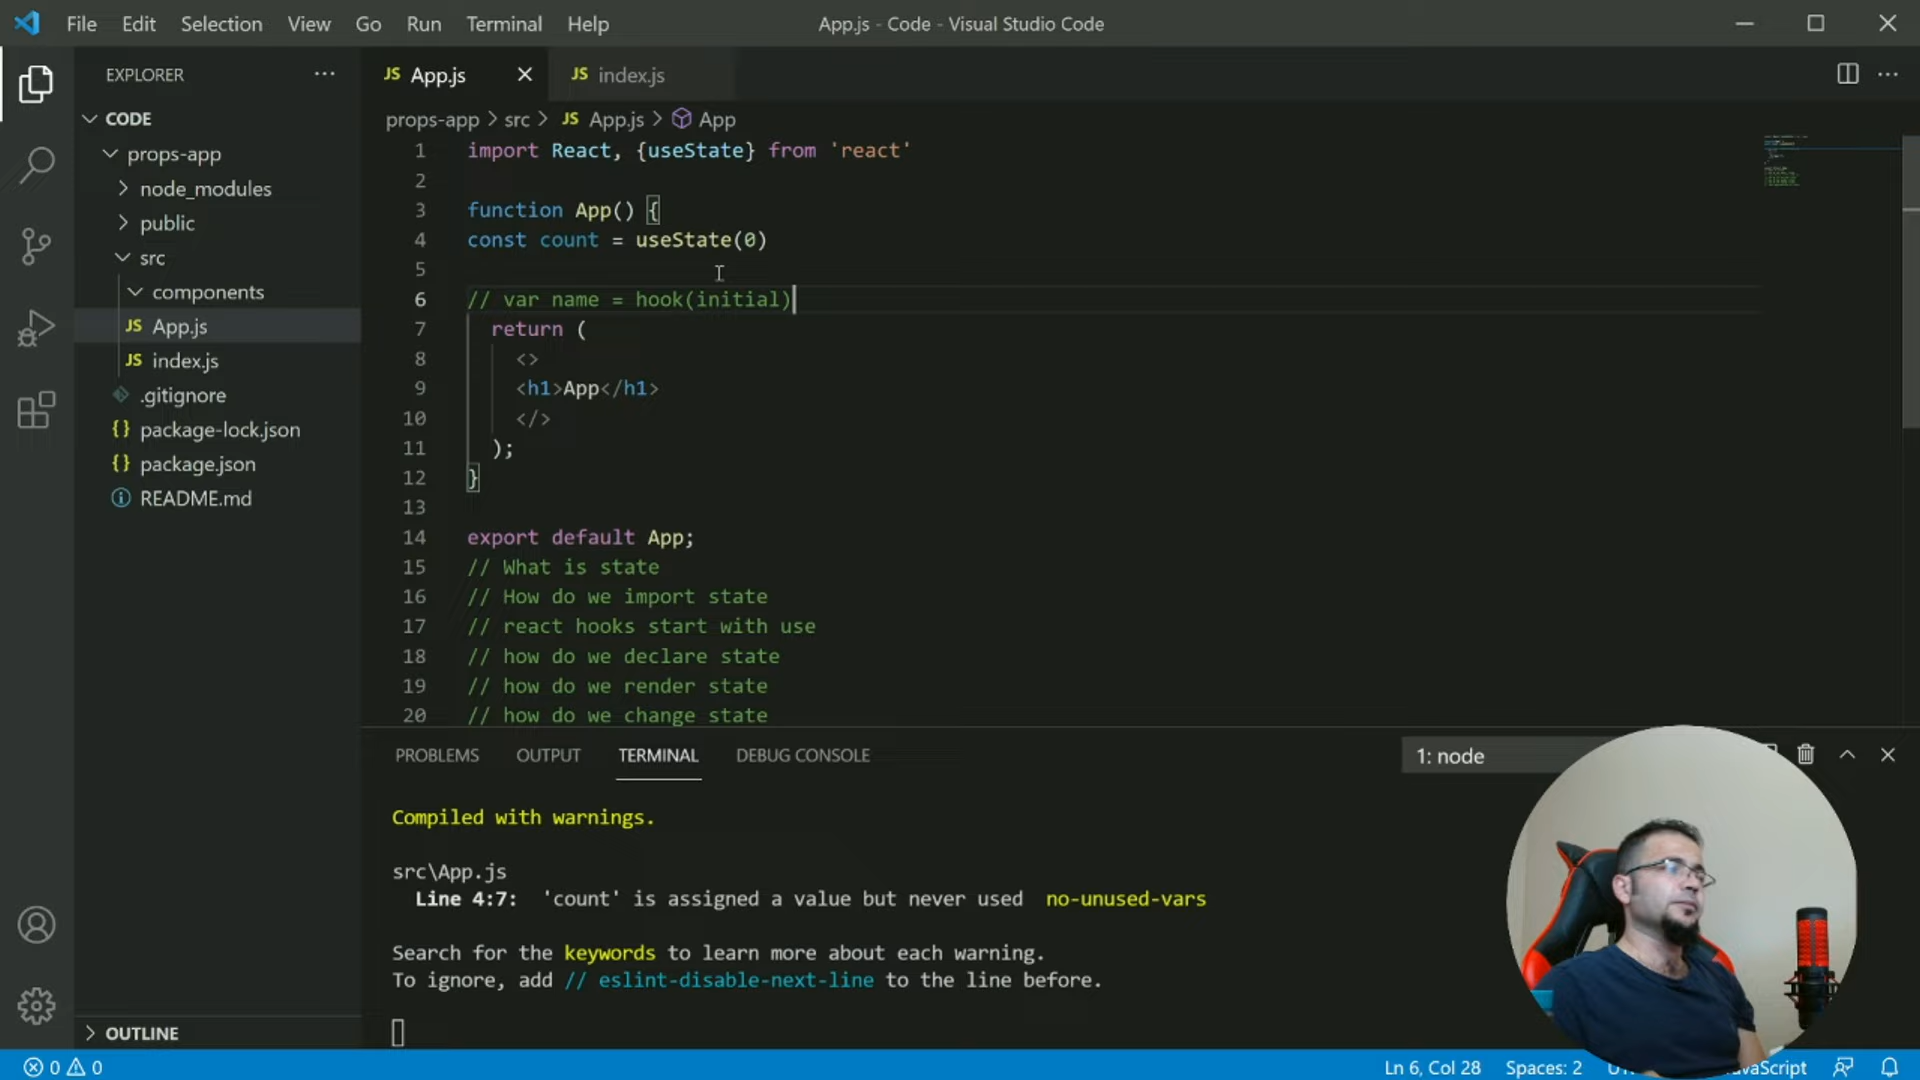 File Edit Selection View Go Run Terminal Help
App.js - Code - Visual Studio Code
EXPLORER
CODE
props-app
node_modules
public
src
components
JS App.js
JS index.js
.gitignore
{} package-lock.json
{} package.json
README.md
OUTLINE
JS App.js
JS index.js
props-app > src > JS App.js > App
1 import React, {useState} from 'react'
2
3 function App() {
4 const count = useState(0)
5
6 // var name = hook(initial)
7 return (
8 <>
9 <h1>App</h1>
10 </>
11 );
12 }
13
14 export default App;
15 // What is state
16 // How do we import state
17 // react hooks start with use
18 // how do we declare state
19 // how do we render state
20 // how do we change state
PROBLEMS OUTPUT TERMINAL DEBUG CONSOLE
1: node
Compiled with warnings.
src\App.js
Line 4:7: 'count' is assigned a value but never used no-unused-vars
Search for the keywords to learn more about each warning.
To ignore, add // eslint-disable-next-line to the line before.
0 0
Ln 6, Col 28 Spaces: 2